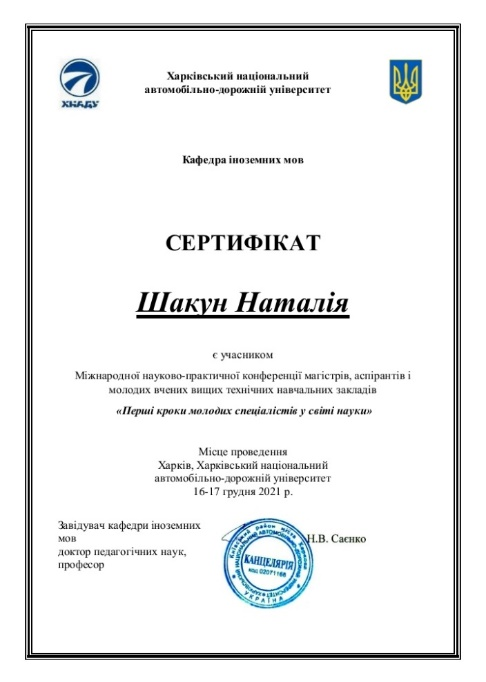 ХНАДУ
Харківський національний
автомобільно-дорожній університет
Кафедра іноземних мов
СЕРТИФІКАТ
Шакун Наталія
є учасником
Міжнародної науково-практичної конференції магістрів, аспірантів і
молодих вчених вищих технічних навчальних закладів
«Перші кроки молодих спеціалістів у світі науки»
Місце проведення
Харків, Харківський національний
автомобільно-дорожній університет
16-17 грудня 2021 р.
Завідувач кафедри іноземних
мов
доктор педагогічних наук,
професор
Н.В. Саєнко
КАНЦЕЛЯРІЯ
код 02071168
УКРАЇНА